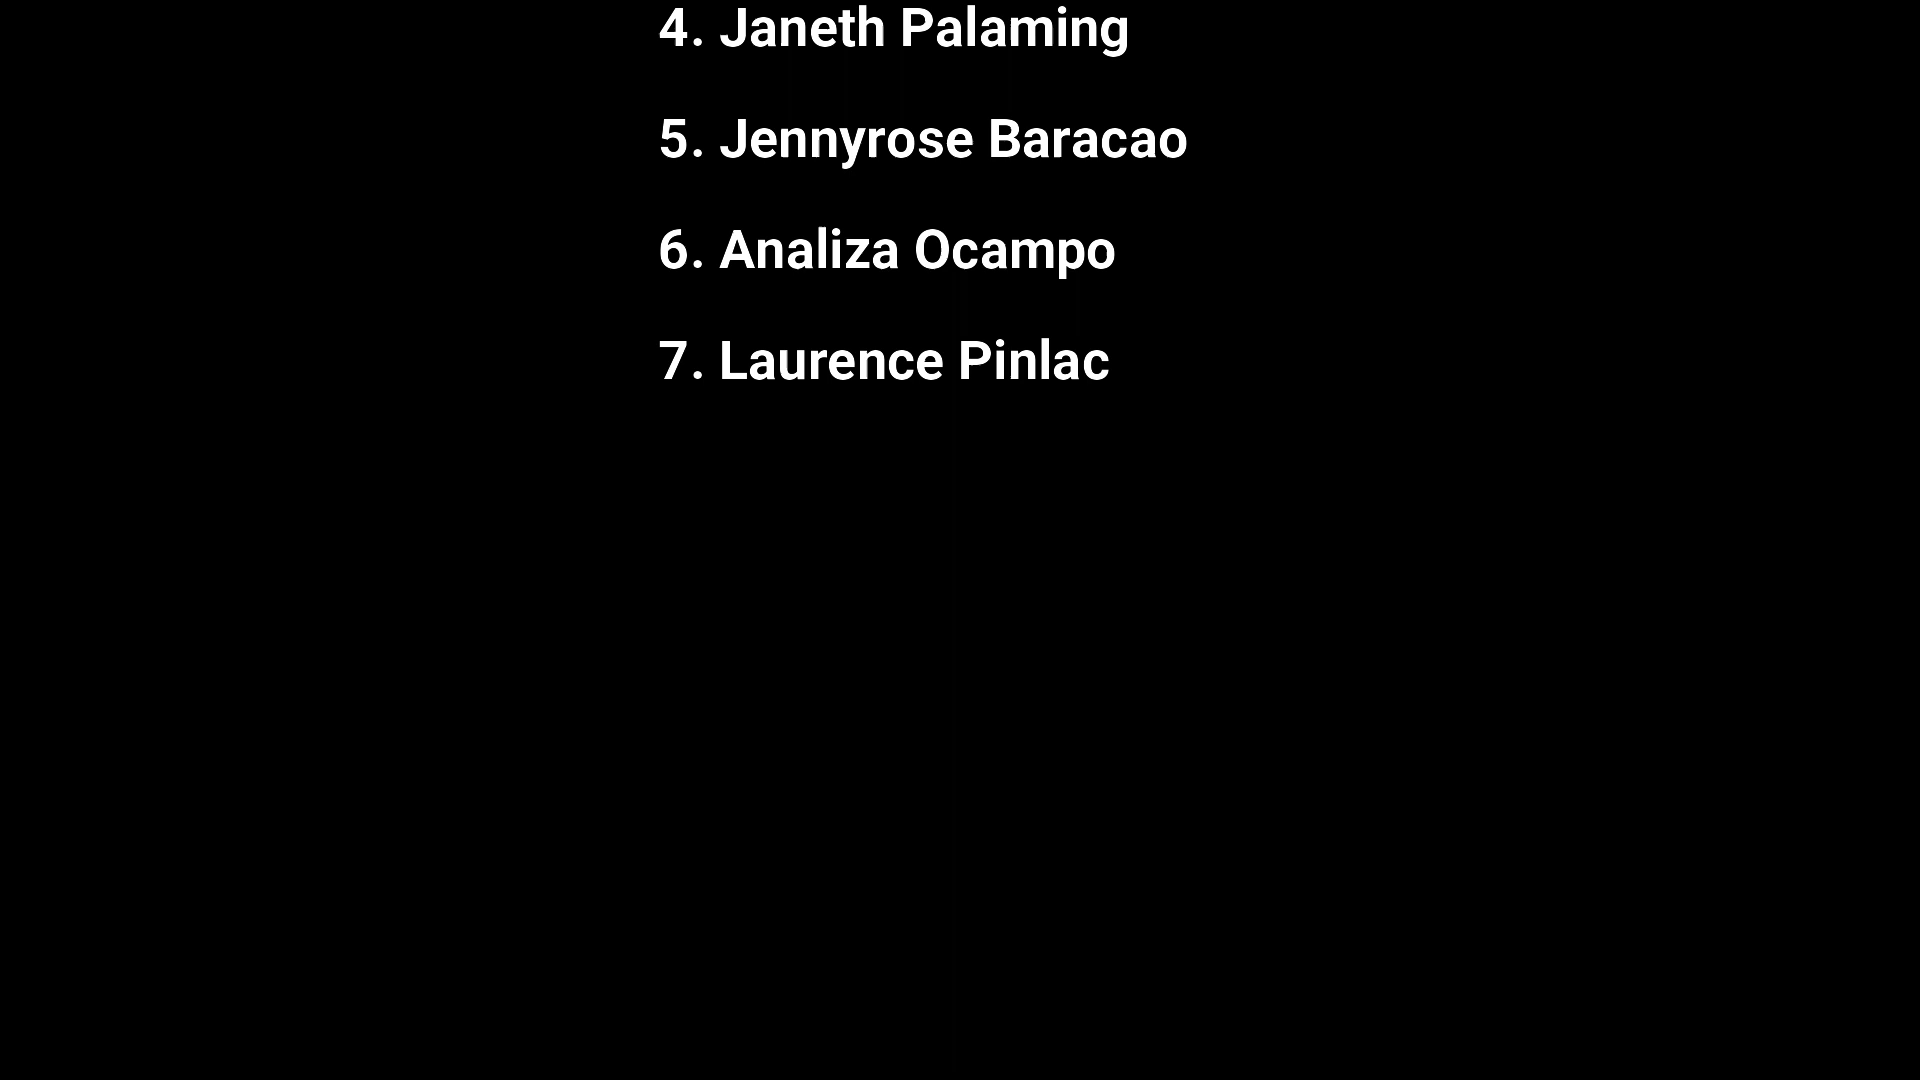 4. Janeth Palaming
5. Jennyrose Baracao
6. Analiza Ocampo
7. Laurence Pinlac